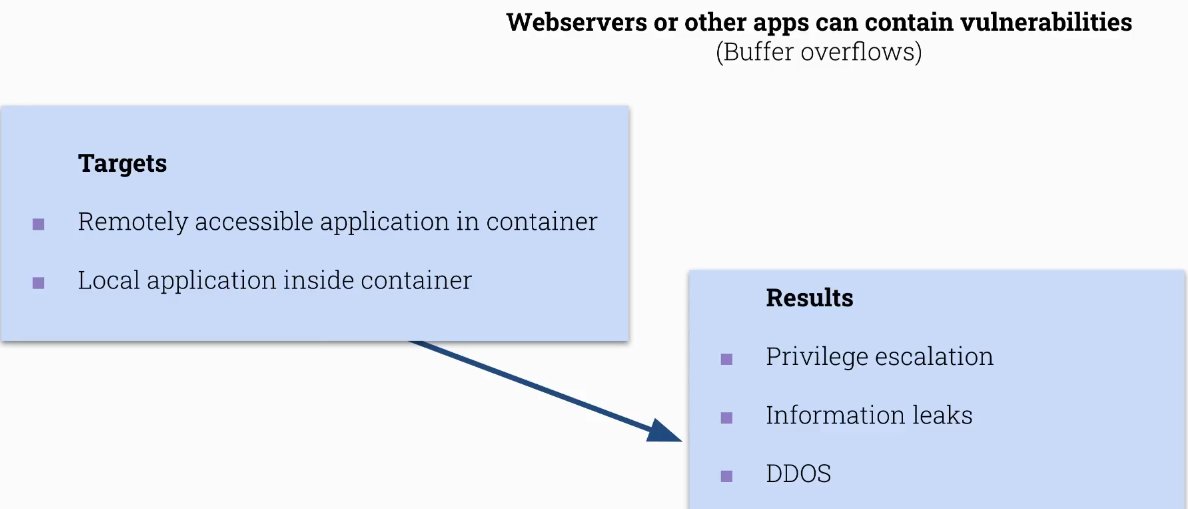 Webservers or other apps can contain vulnerabilities
(Buffer overflows)
Targets
Remotely accessible application in container
Local application inside container
Results
Privilege escalation
Information leaks
DDOS